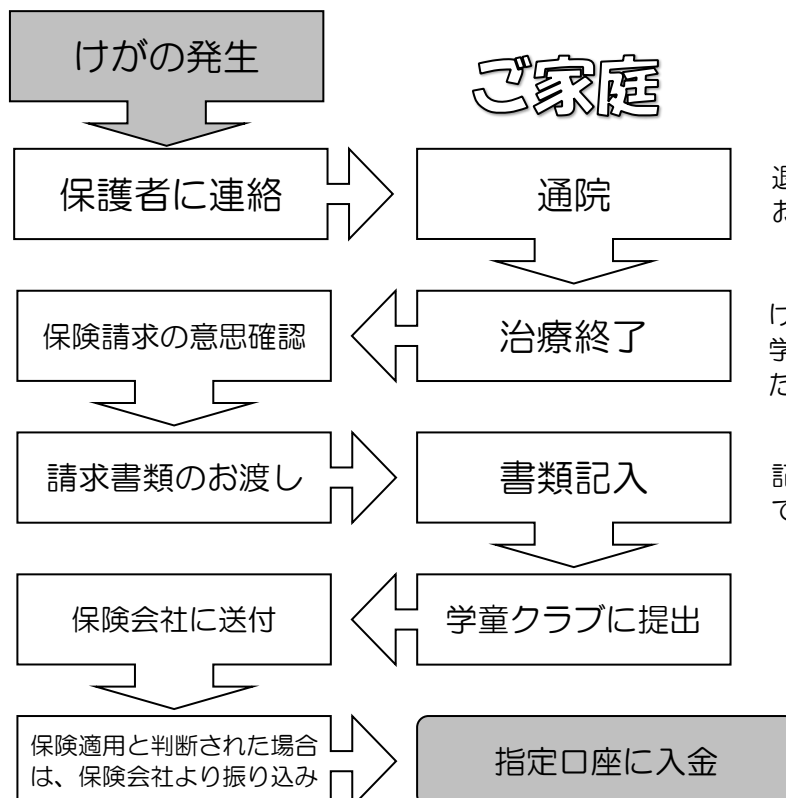 けがの発生
ご家庭
保護者に連絡
通院
保険請求の意思確認
治療終了
請求書類のお渡し
書類記入
保険会社に送付
学童クラブに提出
保険適用と判断された場合
は、保険会社より振り込み
指定口座に入金